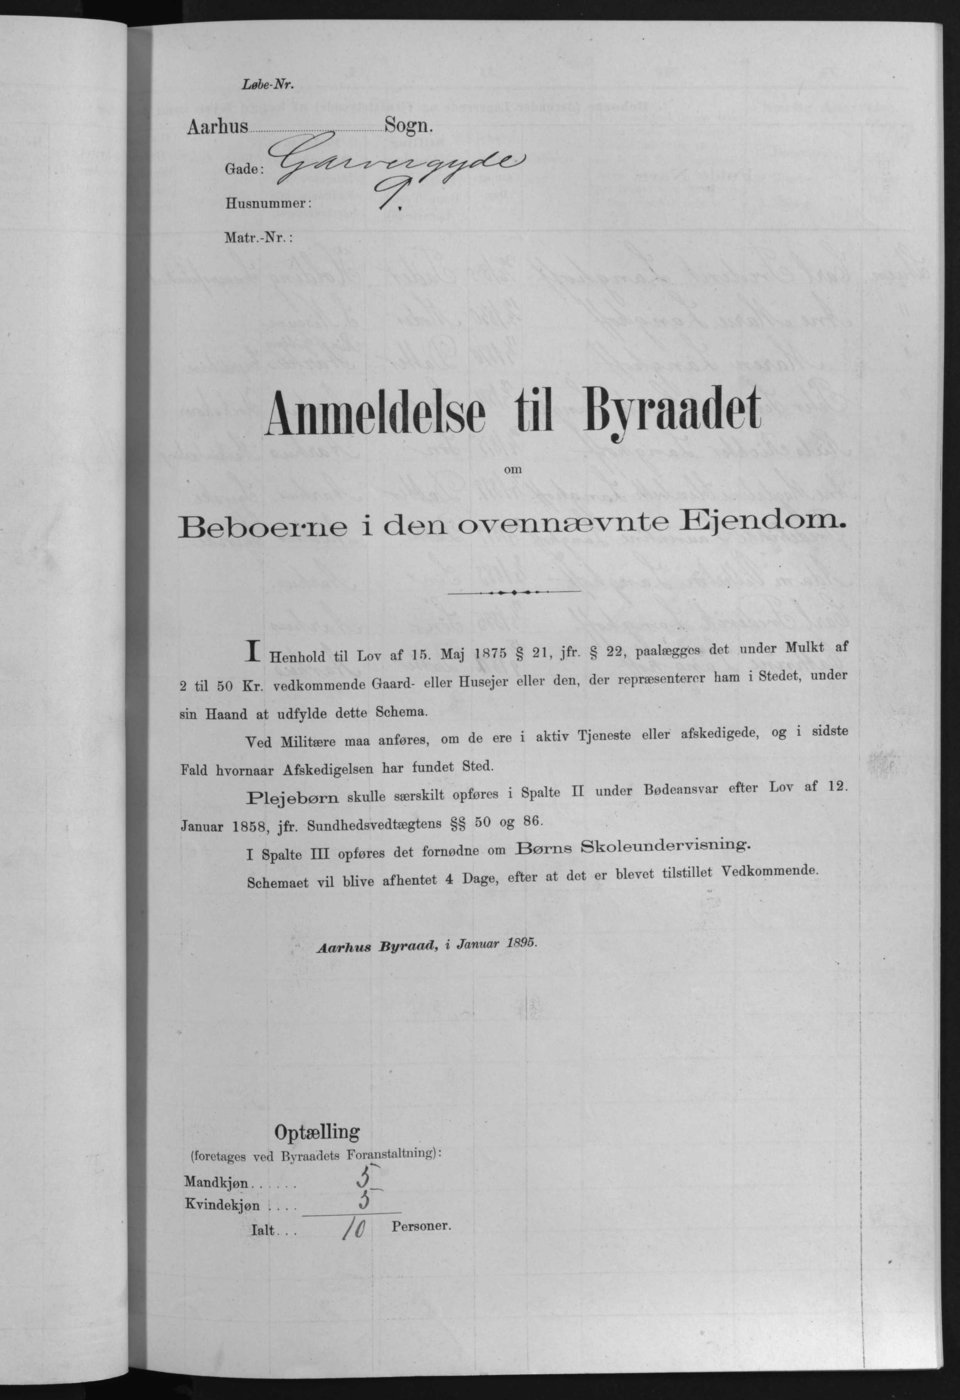 Løbe-Nr.
Aarhus Sogn.
Gade: Garvergyde
Husnummer: 9.
Matr.-Nr.:
Anmeldelse til Byraadet
om
Beboerne i den ovennævnte Ejendom.
I Henhold til Lov af 15. Maj 1875 § 21, jfr. § 22, paalægges det under Mulkt af
2 til 50 Kr. vedkommende Gaard- eller Husejer eller den, der repræsenterer ham i Stedet, under
sin Haand at udfylde dette Schema.
Ved Militære maa anføres, om de ere i aktiv Tjeneste eller afskedigede, og i sidste
Fald hvornaar Afskedigelsen har fundet Sted.
Plejebørn skulle særskilt opføres i Spalte II under Bødeansvar efter Lov af 12.
Januar 1858, jfr. Sundhedsvedtægtens §§ 50 og 86.
I Spalte III opføres det fornødne om Børns Skoleundervisning.
Schemaet vil blive afhentet 4 Dage, efter at det er blevet tilstillet Vedkommende.
Aarhus Byraad, i Januar 1895.
Optælling
(foretages ved Byraadets Foranstaltning):
Mandkjøn...... 5
Kvindekjøn .... 5
Ialt... 10 Personer.